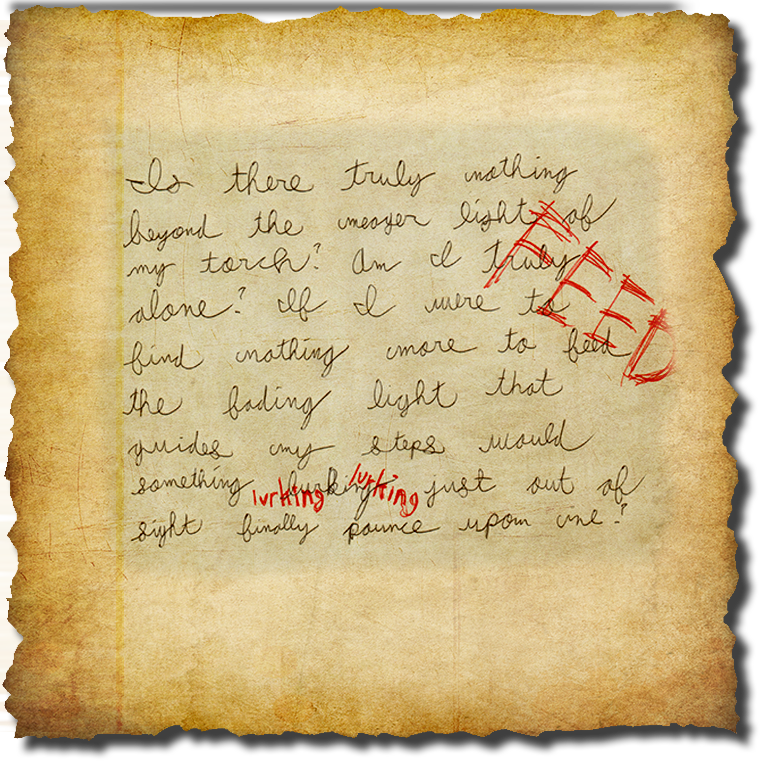 Is there truly nothing
beyond the meager light of
my torch? Am I truly
alone? If I were to
find nothing more to feed
the fading light that
guides my steps would
something lurking just out of
sight finally pounce upon me?
FEED
lurking lurking